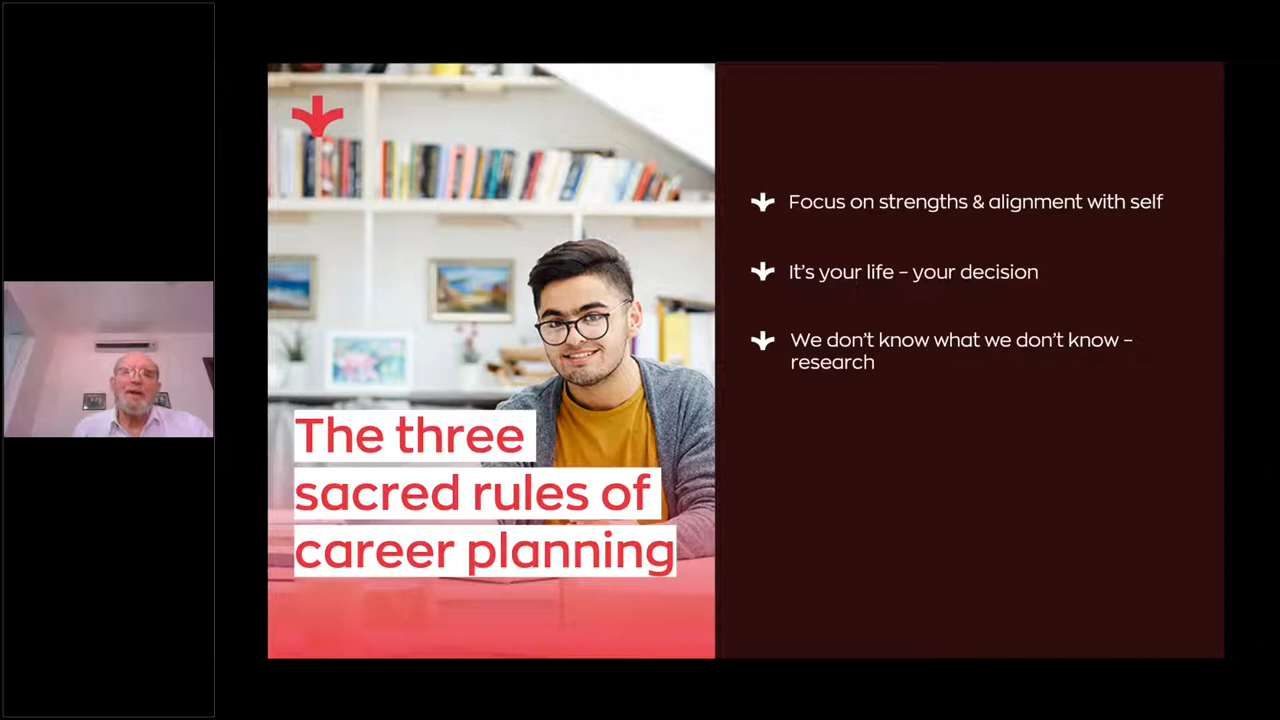 The three
sacred rules of
career planning
Focus on strengths & alignment with self
It's your life – your decision
We don't know what we don't know –
research